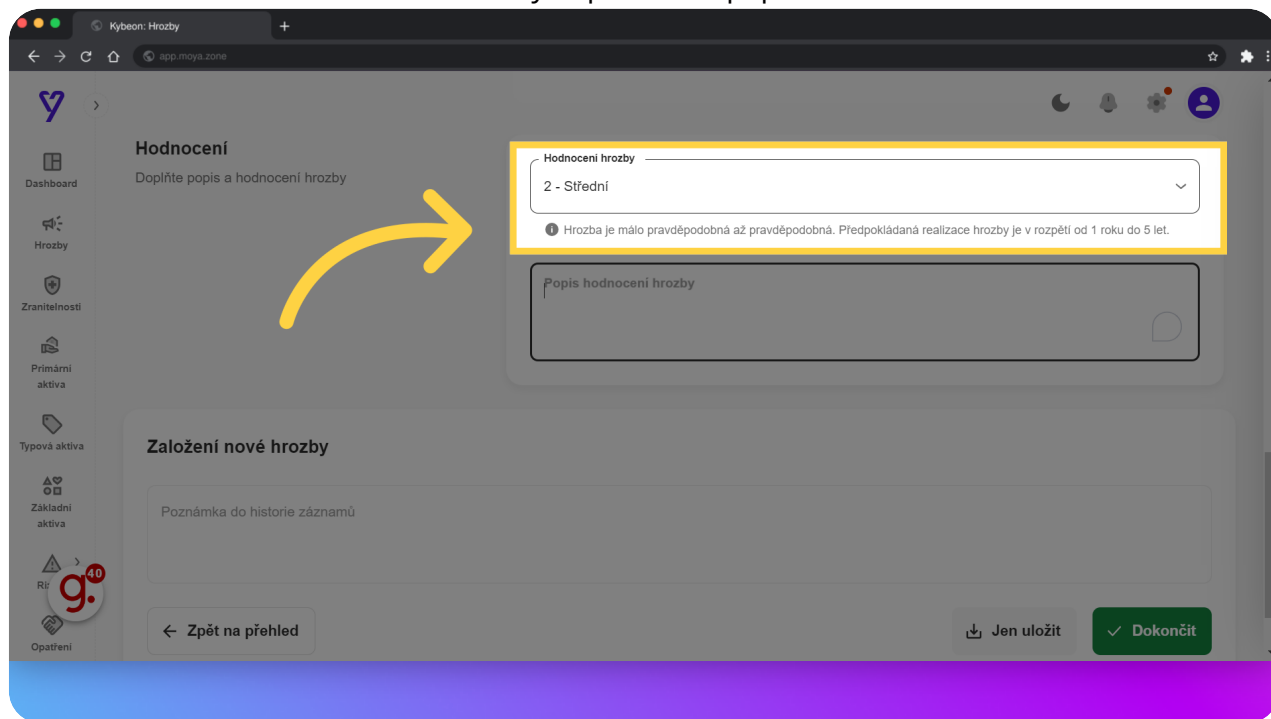 Kybeon: Hrozby
app.moya.zone
Dashboard
Hrozby
Zranitelnosti
Primární
aktiva
Typová aktiva
Základní
aktiva
40
g.
Opatření
Hodnocení
Doplňte popis a hodnocení hrozby
Hodnocení hrozby
2 - Střední
Hrozba je málo pravděpodobná až pravděpodobná. Předpokládaná realizace hrozby je v rozpětí od 1 roku do 5 let.
Popis hodnocení hrozby
Založení nové hrozby
Poznámka do historie záznamů
Zpět na přehled
Jen uložit
Dokončit